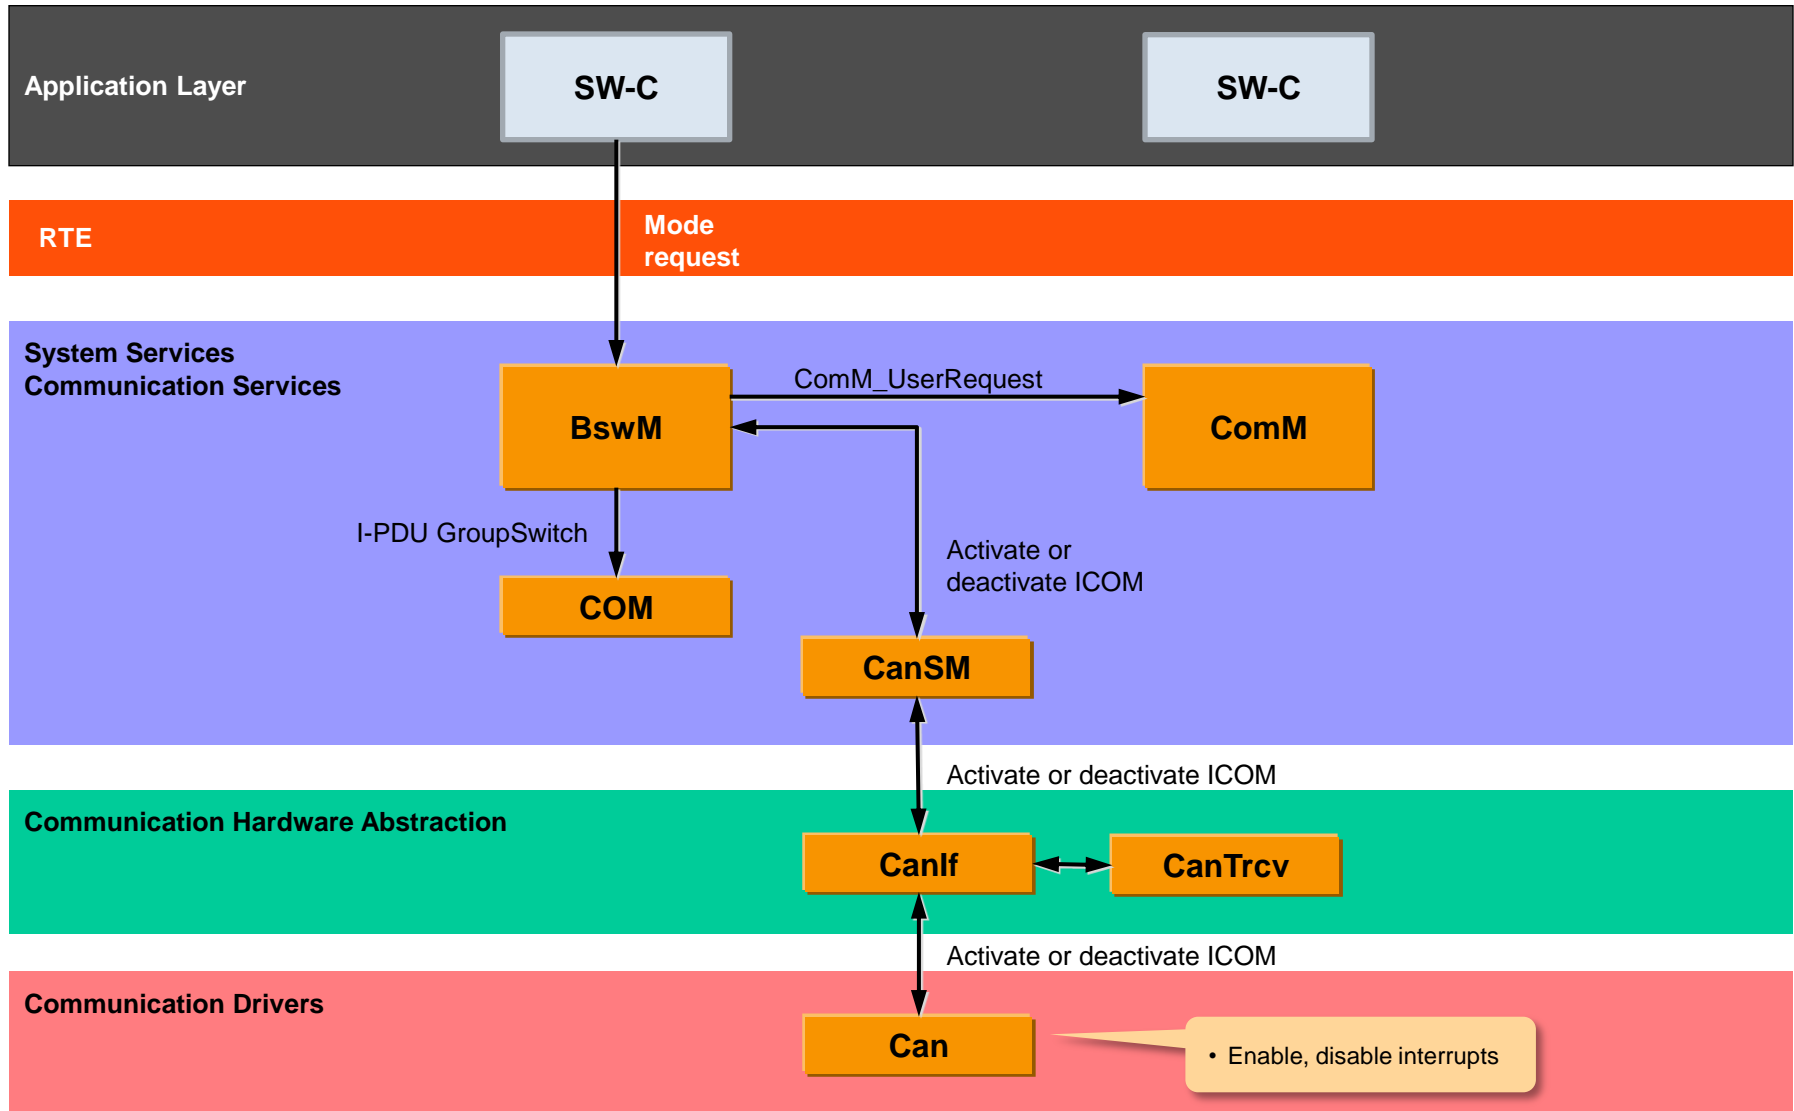 Application Layer
SW-C
SW-C
RTE
Mode
request
System Services
Communication Services
BswM
ComM_UserRequest
ComM
I-PDU GroupSwitch
Activate or
deactivate ICOM
COM
CanSM
Activate or deactivate ICOM
Communication Hardware Abstraction
CanIf
CanTrcv
Activate or deactivate ICOM
Communication Drivers
Can
• Enable, disable interrupts